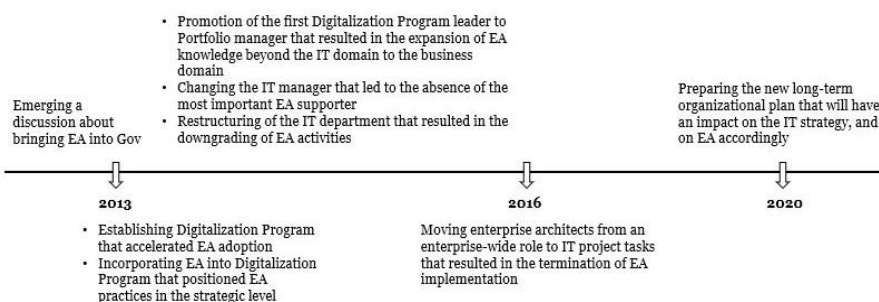 Emerging a
discussion about
bringing EA into Gov
• Promotion of the first Digitalization Program leader to
Portfolio manager that resulted in the expansion of EA
knowledge beyond the IT domain to the business
domain
• Changing the IT manager that led to the absence of the
most important EA supporter
• Restructuring of the IT department that resulted in the
downgrading of EA activities
Preparing the new long-term
organizational plan that will have
an impact on the IT strategy, and
on EA accordingly
2013
2016
2020
• Establishing Digitalization Program
that accelerated EA adoption
• Incorporating EA into Digitalization
Program that positioned EA
practices in the strategic level
Moving enterprise architects from an
enterprise-wide role to IT project tasks
that resulted in the termination of EA
implementation